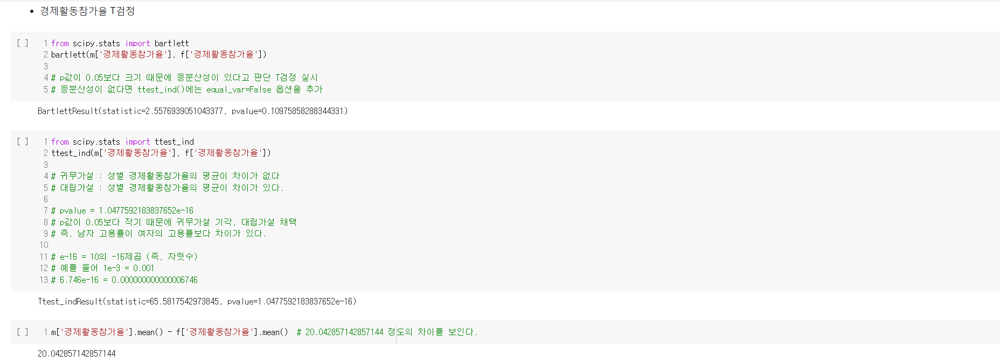 • 경제활동참가율 T검정
[ ] 1 from scipy.stats import bartlett
2 bartlett(m['경제활동참가율'], f['경제활동참가율'])
3
4 # p값이 0.05보다 크기 때문에 등분산성이 있다고 판단 T검정 실시
5 # 등분산성이 없다면 ttest_ind()에는 equal_var=False 옵션을 추가
BartlettResult(statistic=2.5576939051043377, pvalue=0.10975858288344331)
[ ] 1 from scipy.stats import ttest_ind
2 ttest_ind(m['경제활동참가율'], f['경제활동참가율'])
3
4 # 귀무가설 : 성별 경제활동참가율의 평균이 차이가 없다
5 # 대립가설 : 성별 경제활동참가율의 평균이 차이가 있다.
6
7 # pvalue = 1.0477592183837652e-16
8 # p값이 0.05보다 작기 때문에 귀무가설 기각, 대립가설 채택
9 # 즉, 남자 고용률이 여자의 고용률보다 차이가 있다.
10
11 # e-16 = 10의 -16제곱 (즉, 자릿수)
12 # 예를 들어 1e-3 = 0.001
13 # 6.746e-16 = 0.000000000000006746
Ttest_indResult(statistic=65.5817542973845, pvalue=1.0477592183837652e-16)
[ ] 1 m['경제활동참가율'].mean() - f['경제활동참가율'].mean() # 20.042857142857144 정도의 차이를 보인다.
20.042857142857144